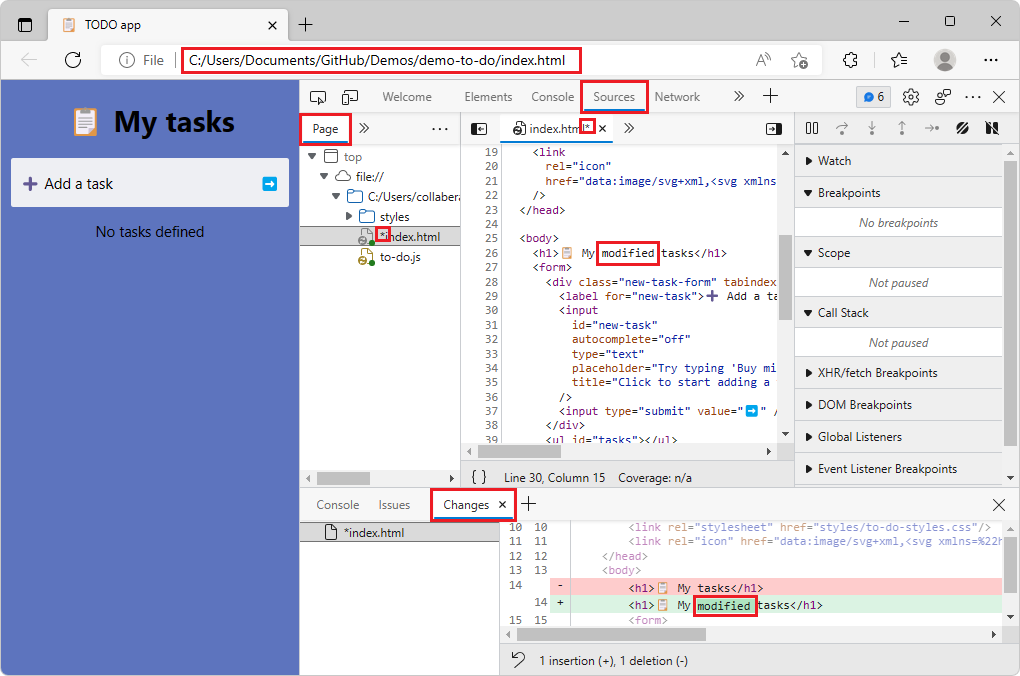 TODO app
File C:/Users/Documents/GitHub/Demos/demo-to-do/index.html
My tasks
Add a task
No tasks defined
Welcome Elements Console Sources Network 6
Page
top
file://
C:/Users/collabera
styles
*index.html
to-do.js
index.html*
19 <link
20 rel="icon"
21 href="data:image/svg+xml,<svg xmlns
22 />
23 </head>
24
25 <body>
26 <h1>📋 My modified tasks</h1>
27 <form>
28 <div class="new-task-form" tabindex
29 <label for="new-task">➕ Add a ta
30 <input
31 id="new-task"
32 autocomplete="off"
33 type="text"
34 placeholder="Try typing 'Buy mi
35 title="Click to start adding a
36 />
37 <input type="submit" value="➡️" /
38 </div>
39 <ul id="tasks"></ul>
{ } Line 30, Column 15 Coverage: n/a
Watch
Breakpoints
No breakpoints
Scope
Not paused
Call Stack
Not paused
XHR/fetch Breakpoints
DOM Breakpoints
Global Listeners
Event Listener Breakpoints
Console Issues Changes
*index.html
10 10 <link rel="stylesheet" href="styles/to-do-styles.css"/>
11 11 <link rel="icon" href="data:image/svg+xml,<svg xmlns=%22h
12 12 </head>
13 13 <body>
14 - <h1>📋 My tasks</h1>
14 + <h1>📋 My modified tasks</h1>
15 15 <form>
1 insertion (+), 1 deletion (-)